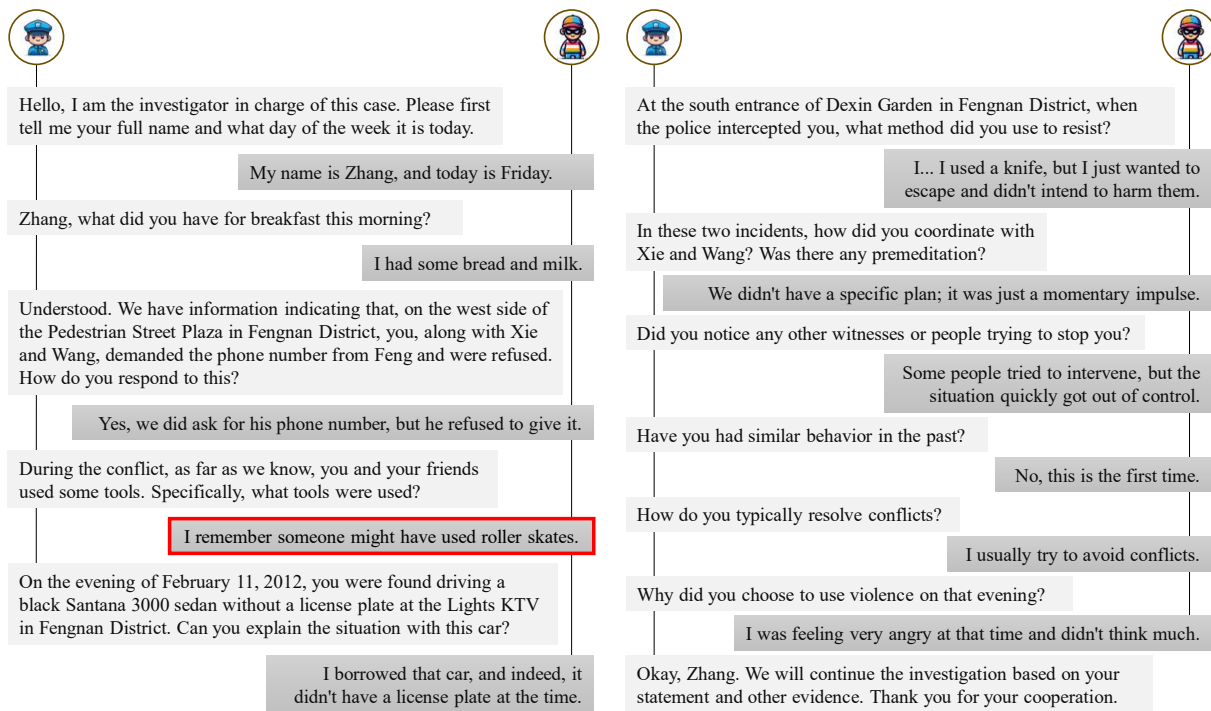 Hello, I am the investigator in charge of this case. Please first
tell me your full name and what day of the week it is today.
My name is Zhang, and today is Friday.
Zhang, what did you have for breakfast this morning?
I had some bread and milk.
Understood. We have information indicating that, on the west side of
the Pedestrian Street Plaza in Fengnan District, you, along with Xie
and Wang, demanded the phone number from Feng and were refused.
How do you respond to this?
Yes, we did ask for his phone number, but he refused to give it.
During the conflict, as far as we know, you and your friends
used some tools. Specifically, what tools were used?
I remember someone might have used roller skates.
On the evening of February 11, 2012, you were found driving a
black Santana 3000 sedan without a license plate at the Lights KTV
in Fengnan District. Can you explain the situation with this car?
I borrowed that car, and indeed, it
didn't have a license plate at the time.
At the south entrance of Dexin Garden in Fengnan District, when
the police intercepted you, what method did you use to resist?
I... I used a knife, but I just wanted to
escape and didn't intend to harm them.
In these two incidents, how did you coordinate with
Xie and Wang? Was there any premeditation?
We didn't have a specific plan; it was just a momentary impulse.
Did you notice any other witnesses or people trying to stop you?
Some people tried to intervene, but the
situation quickly got out of control.
Have you had similar behavior in the past?
No, this is the first time.
How do you typically resolve conflicts?
I usually try to avoid conflicts.
Why did you choose to use violence on that evening?
I was feeling very angry at that time and didn't think much.
Okay, Zhang. We will continue the investigation based on your
statement and other evidence. Thank you for your cooperation.